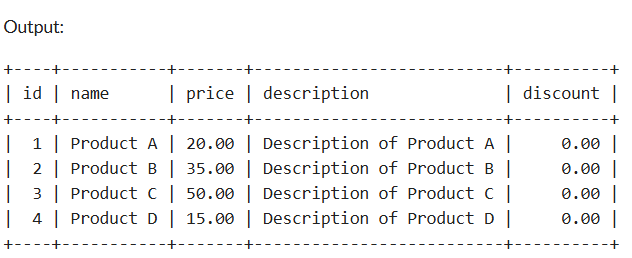 Output:
+----+-----------+-------+--------------------------+----------+
| id | name      | price | description              | discount |
+----+-----------+-------+--------------------------+----------+
|  1 | Product A | 20.00 | Description of Product A |     0.00 |
|  2 | Product B | 35.00 | Description of Product B |     0.00 |
|  3 | Product C | 50.00 | Description of Product C |     0.00 |
|  4 | Product D | 15.00 | Description of Product D |     0.00 |
+----+-----------+-------+--------------------------+----------+